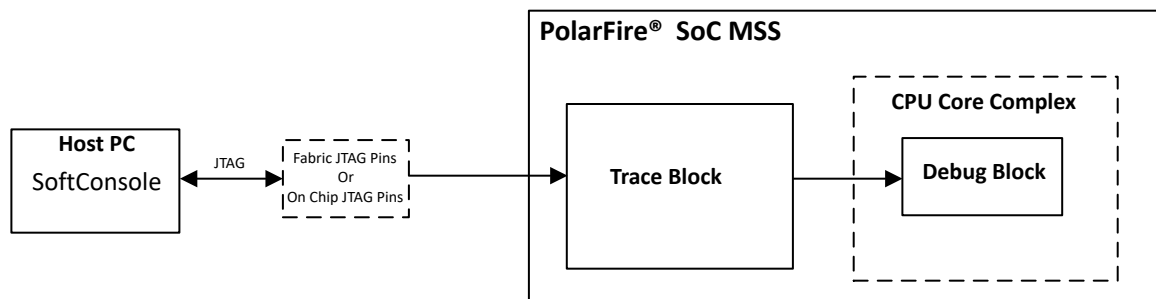 PolarFire® SoC MSS
CPU Core Complex
Host PC
SoftConsole
JTAG
Fabric JTAG Pins
Or
On Chip JTAG Pins
Trace Block
Debug Block